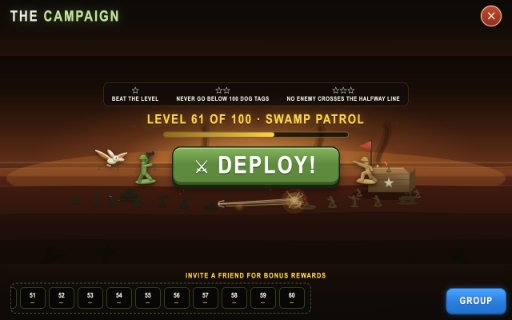 THE CAMPAIGN
BEAT THE LEVEL
NEVER GO BELOW 100 DOG TAGS
NO ENEMY CROSSES THE HALFWAY LINE
LEVEL 61 OF 100 · SWAMP PATROL
DEPLOY!
INVITE A FRIEND FOR BONUS REWARDS
51 52 53 54 55 56 57 58 59 60
GROUP